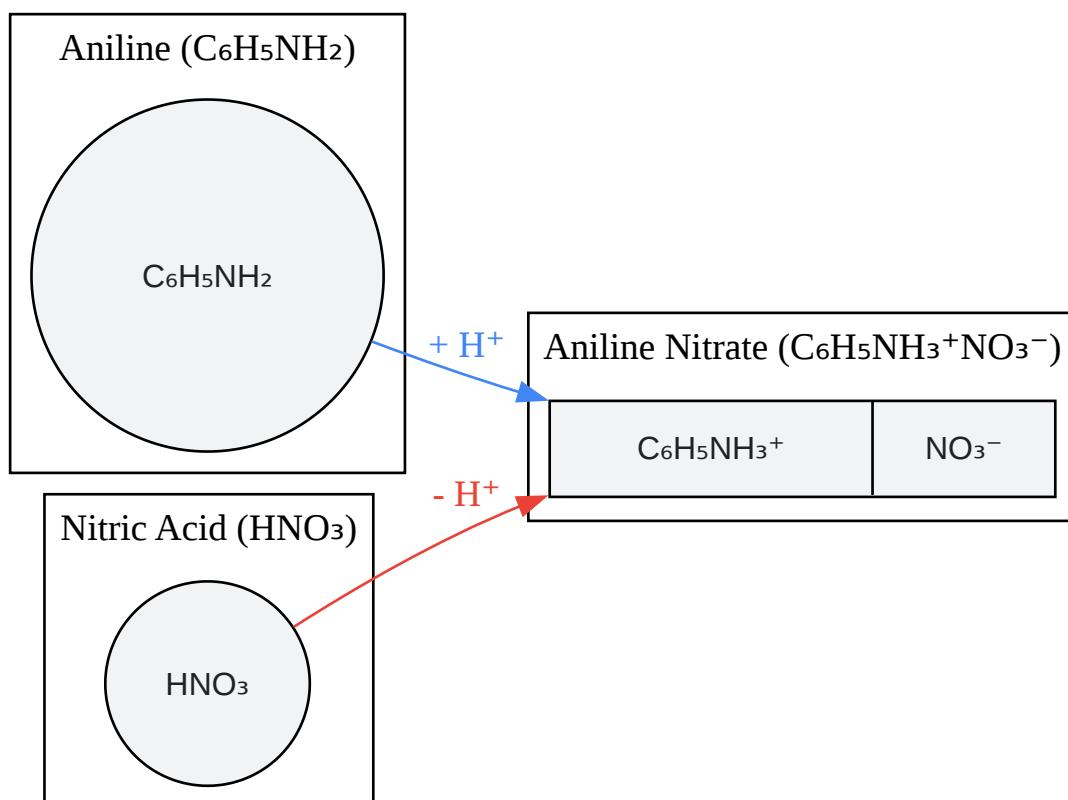 Aniline (C₆H₅NH₂)
C₆H₅NH₂
+ H⁺
Aniline Nitrate (C₆H₅NH₃⁺NO₃⁻)
C₆H₅NH₃⁺
NO₃⁻
- H⁺
Nitric Acid (HNO₃)
HNO₃